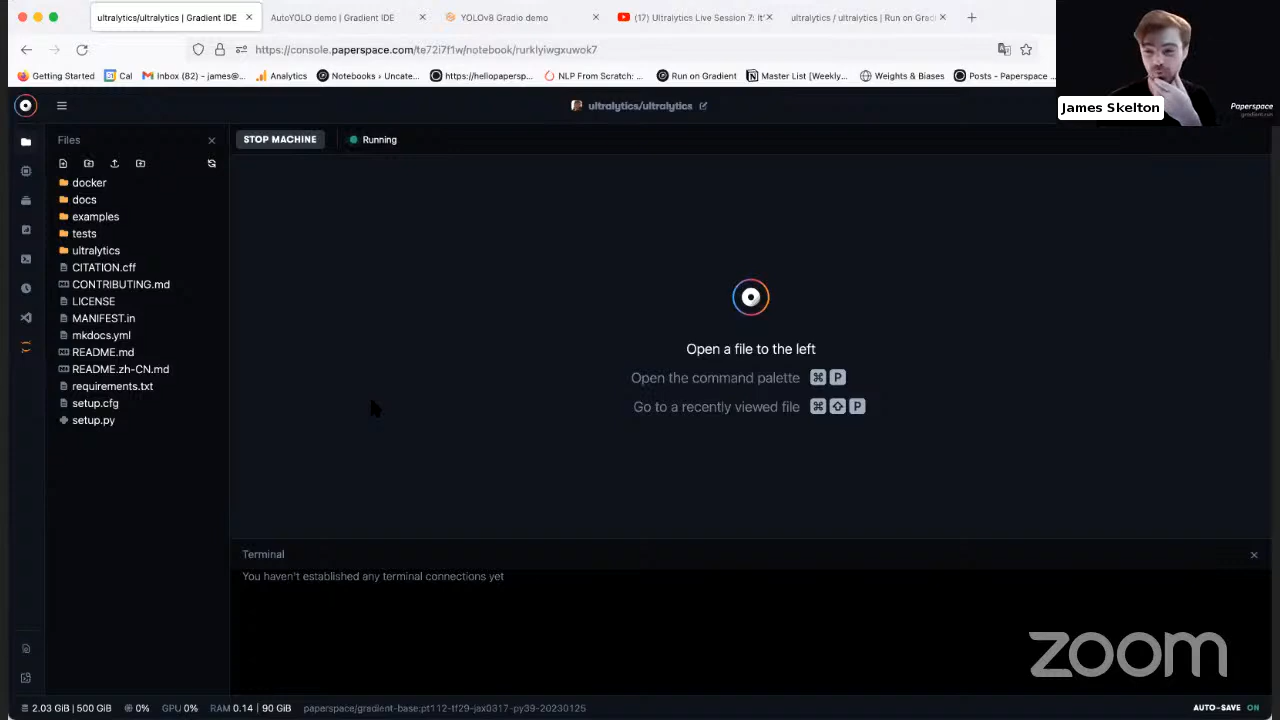 ultralytics/ultralytics | Gradient IDE
AutoYOLO demo | Gradient IDE
YOLOv8 Gradio demo
(17) Ultralytics Live Session 7: It'
ultralytics / ultralytics | Run on Gradi
https://console.paperspace.com/te72i7f1w/notebook/rurklyiwgxuwok7
Getting Started
Cal
Inbox (82) - james@...
Analytics
Notebooks › Uncate...
https://hellopapersp...
NLP From Scratch: ...
Run on Gradient
Master List [Weekly...
Weights & Biases
Posts - Paperspace ...
James Skelton
Paperspace
gradient.run
ultralytics/ultralytics
Files
STOP MACHINE
Running
docker
docs
examples
tests
ultralytics
CITATION.cff
CONTRIBUTING.md
LICENSE
MANIFEST.in
mkdocs.yml
README.md
README.zh-CN.md
requirements.txt
setup.cfg
setup.py
Open a file to the left
Open the command palette ⌘ P
Go to a recently viewed file ⌘ ⇧ P
Terminal
You haven't established any terminal connections yet
zoom
2.03 GiB | 500 GiB 0% GPU 0% RAM 0.14 | 90 GiB paperspace/gradient-base:pt112-tf29-jax0317-py39-20230125 AUTO-SAVE ON